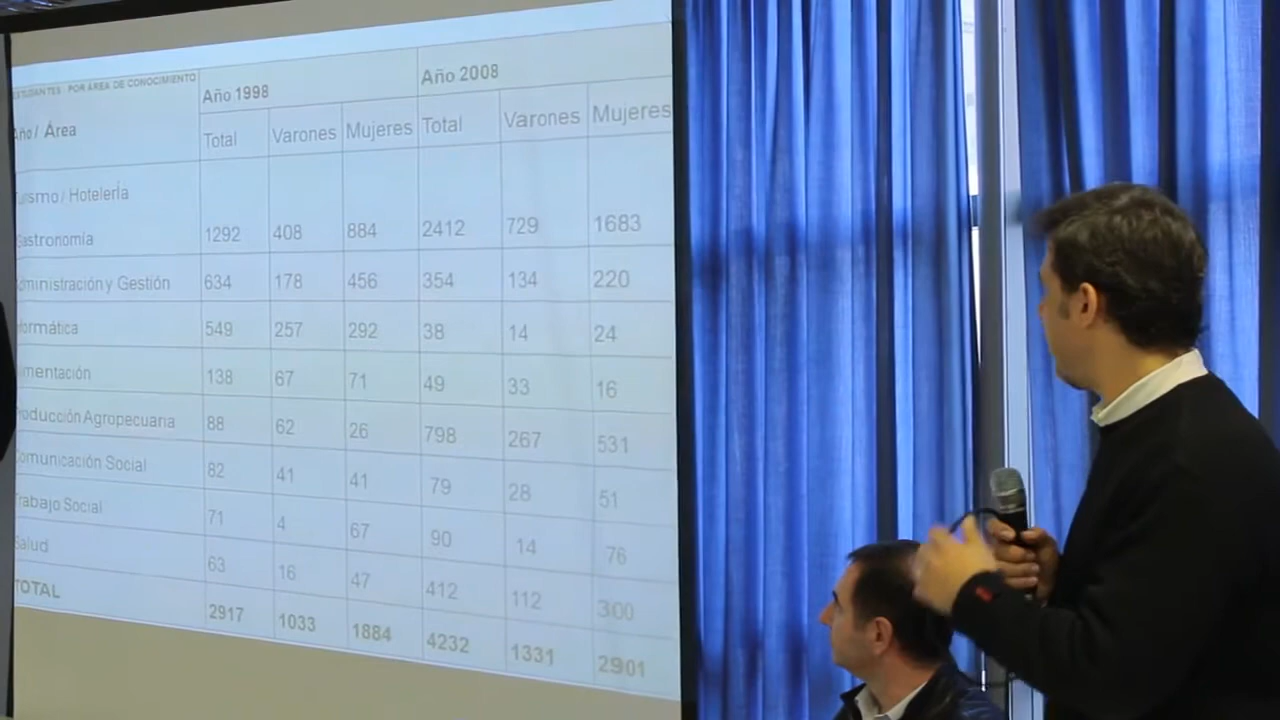 POR ÁREA DE CONOCIMIENTO
Año 1998
Año 2008
Año / Área
Total Varones Mujeres Total Varones Mujeres
Turismo / Hotelería
Gastronomía 1292 408 884 2412 729 1683
Administración y Gestión 634 178 456 354 134 220
Informática 549 257 292 38 14 24
mentación 138 67 71 49 33 16
Producción Agropecuaria 88 62 26 798 267 531
Comunicación Social 82 41 41 79 28 51
Trabajo Social 71 4 67 90 14 76
Salud 63 16 47 412 112 300
TOTAL 2917 1033 1884 4232 1331 2901